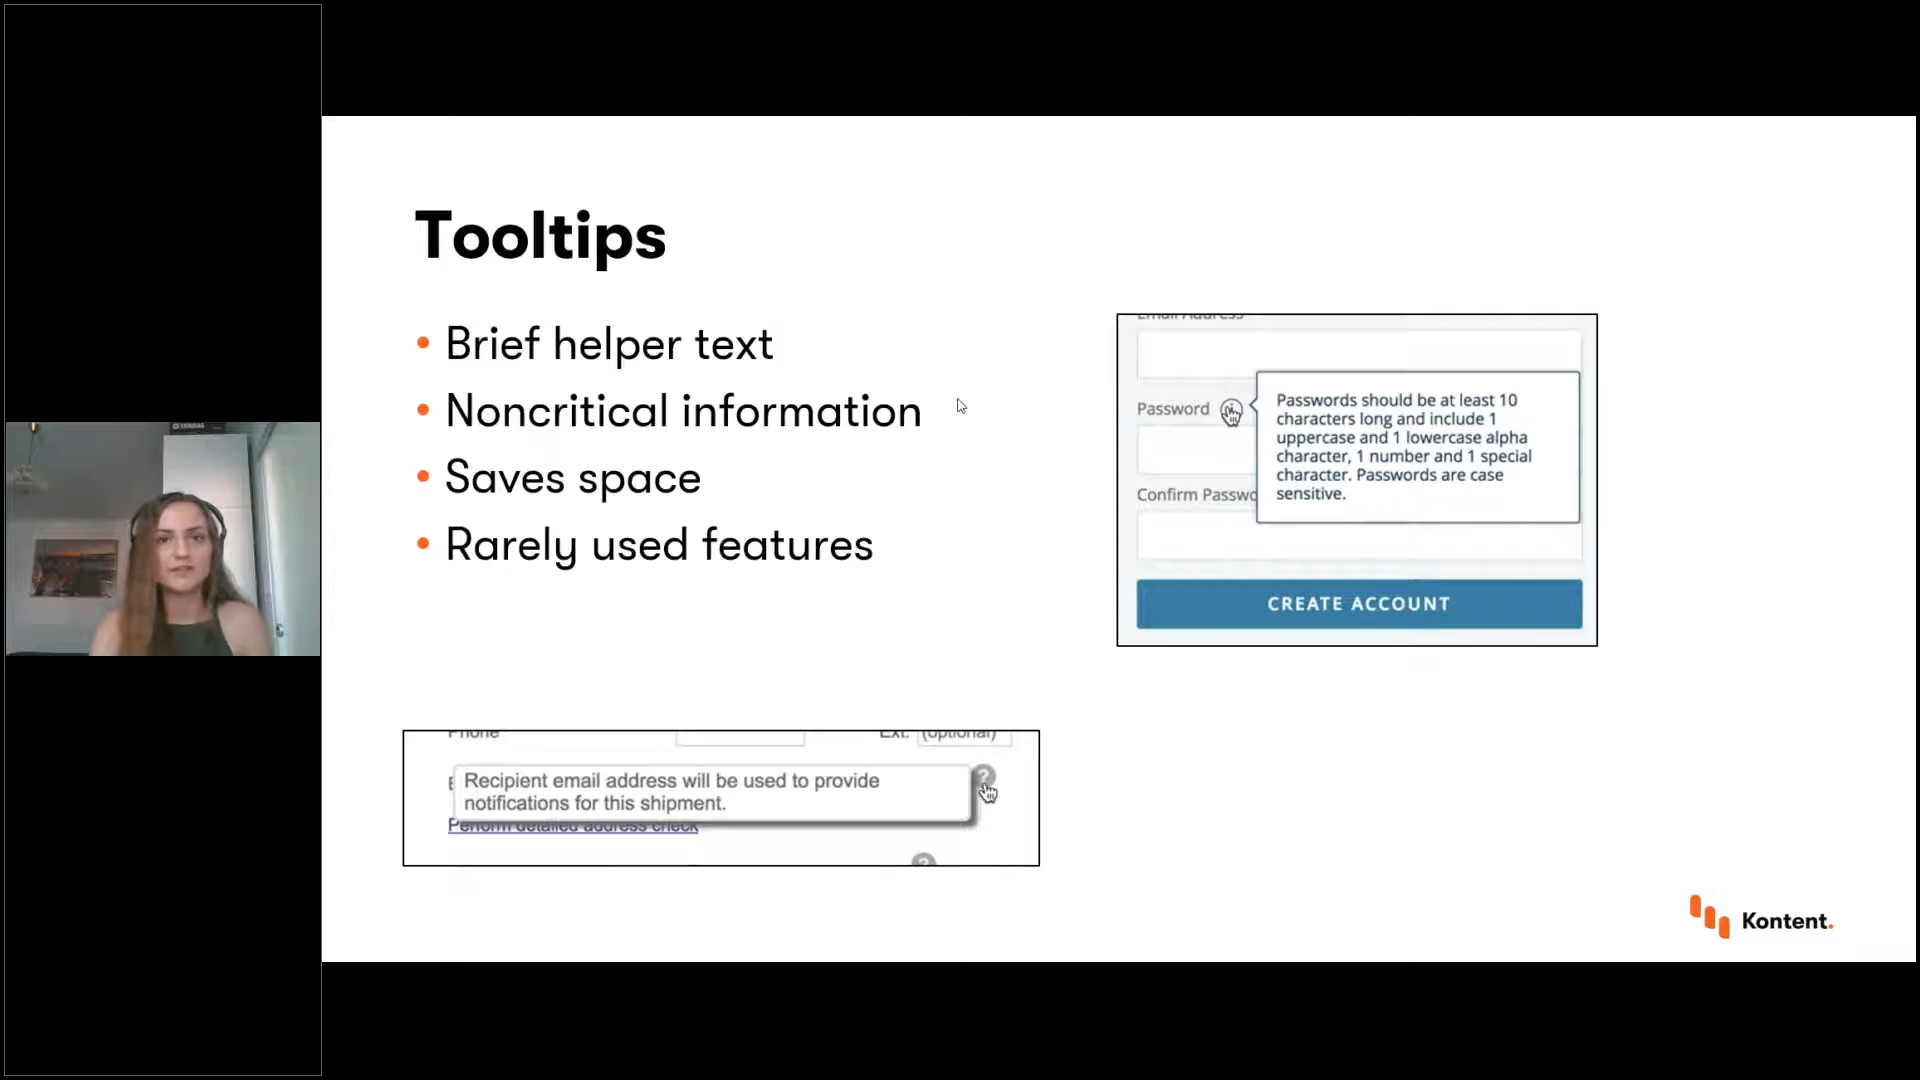 Tooltips
• Brief helper text
• Noncritical information
• Saves space
• Rarely used features
Email Address
Password
Passwords should be at least 10
characters long and include 1
uppercase and 1 lowercase alpha
character, 1 number and 1 special
character. Passwords are case
sensitive.
Confirm Passwo
CREATE ACCOUNT
Phone
Ext. (optional)
Recipient email address will be used to provide
notifications for this shipment.
?
Perform detailed address check
?
Kontent.
YAMAHA